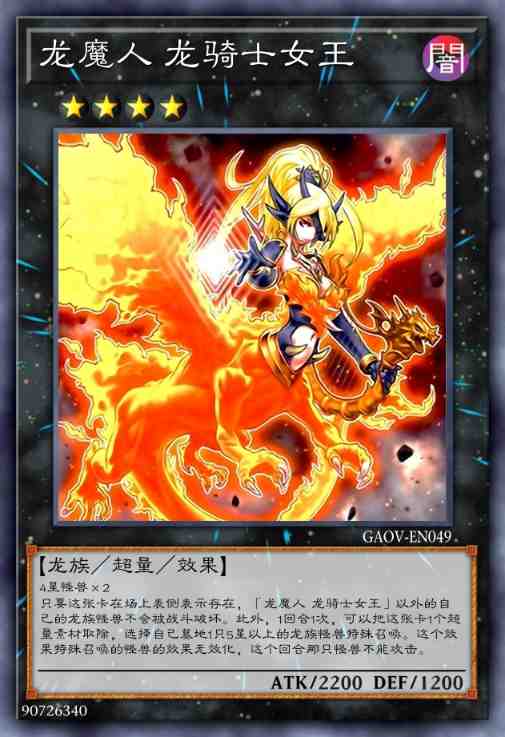 龙魔人 龙骑士女王
闇
GAOV-EN049
【龙族／超量／效果】
4星怪兽×2
只要这张卡在场上表侧表示存在，「龙魔人 龙骑士女王」以外的自
己的龙族怪兽不会被战斗破坏。此外，1回合1次，可以把这张卡1个超
量素材取除，选择自己墓地1只5星以上的龙族怪兽特殊召唤。这个效
果特殊召唤的怪兽的效果无效化，这个回合那只怪兽不能攻击。
ATK/2200 DEF/1200
90726340